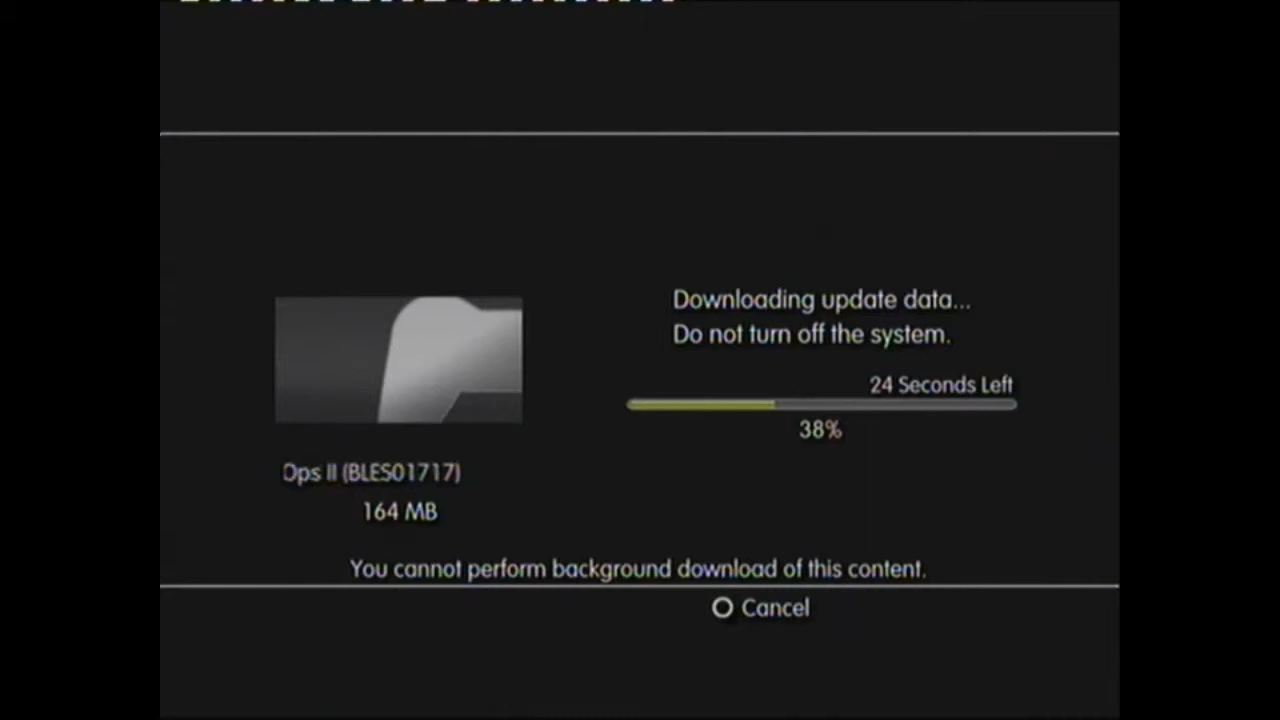 Downloading update data...
Do not turn off the system.
24 Seconds Left
38%
Ops II (BLES01717)
164 MB
You cannot perform background download of this content.
Cancel